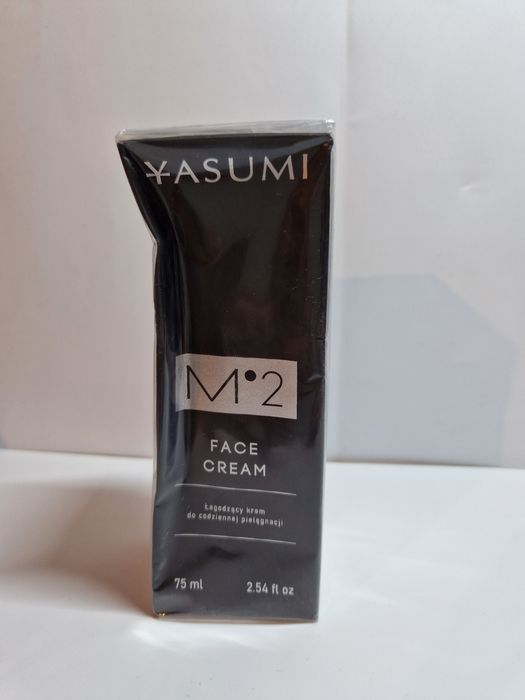 YASUMI
M•2
FACE
CREAM
Łagodzący krem
do codziennej pielęgnacji
75 ml 2.54 fl oz